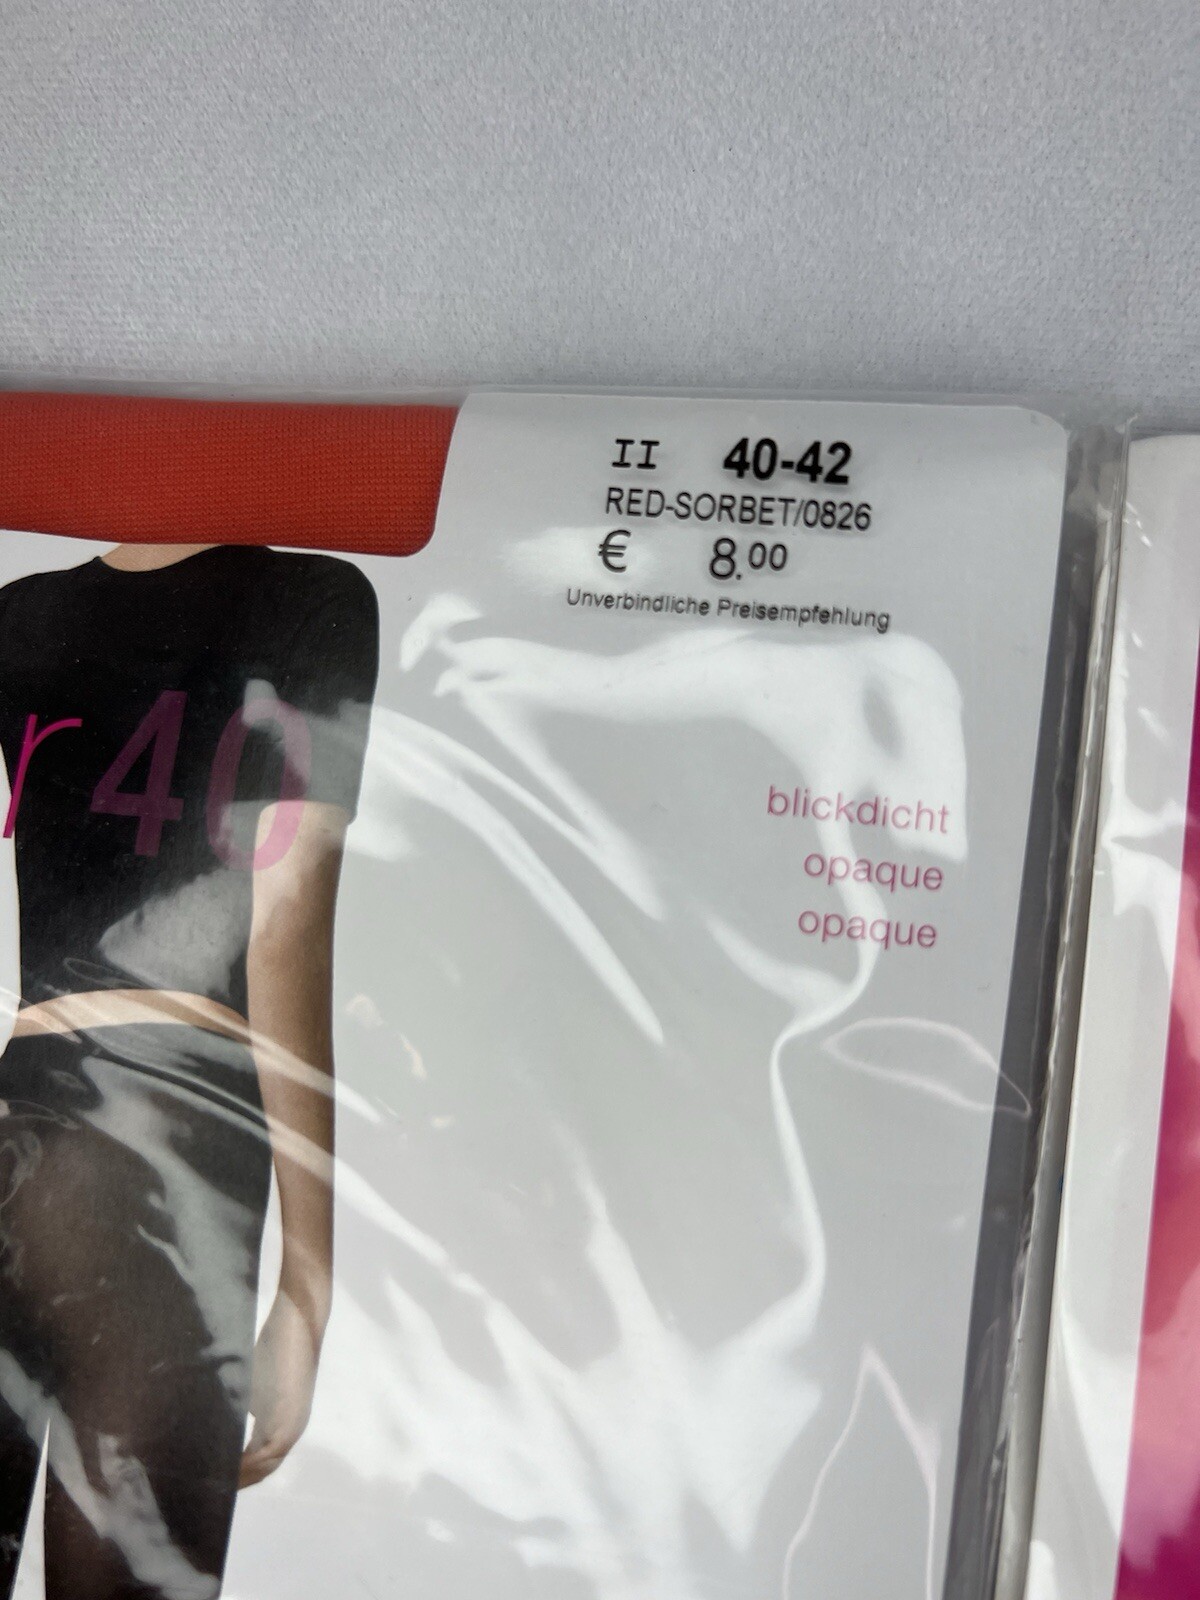 II 40-42
RED-SORBET/0826
€ 8.00
Unverbindliche Preisempfehlung
r 40
blickdicht
opaque
opaque